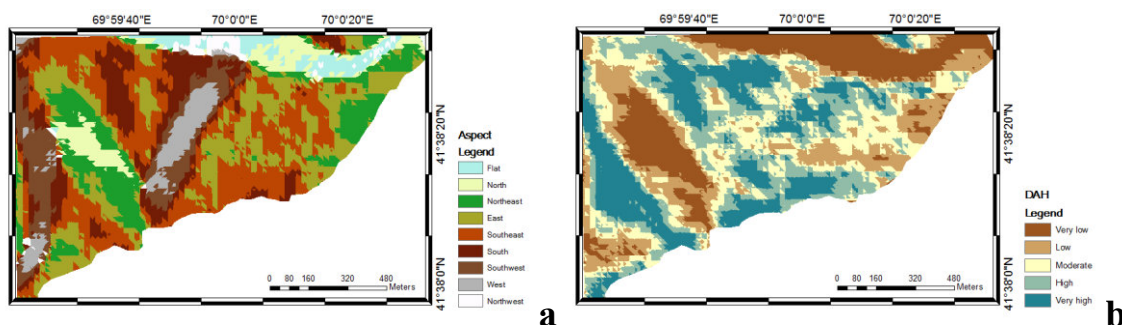 69°59'40"E 70°0'0"E 70°0'20"E
41°38'20"N
41°38'0"N
Aspect
Legend
Flat
North
Northeast
East
Southeast
South
Southwest
West
Northwest
0 80 160 320 480
Meters
a
69°59'40"E 70°0'0"E 70°0'20"E
41°38'20"N
41°38'0"N
DAH
Legend
Very low
Low
Moderate
High
Very high
0 80 160 320 480
Meters
b